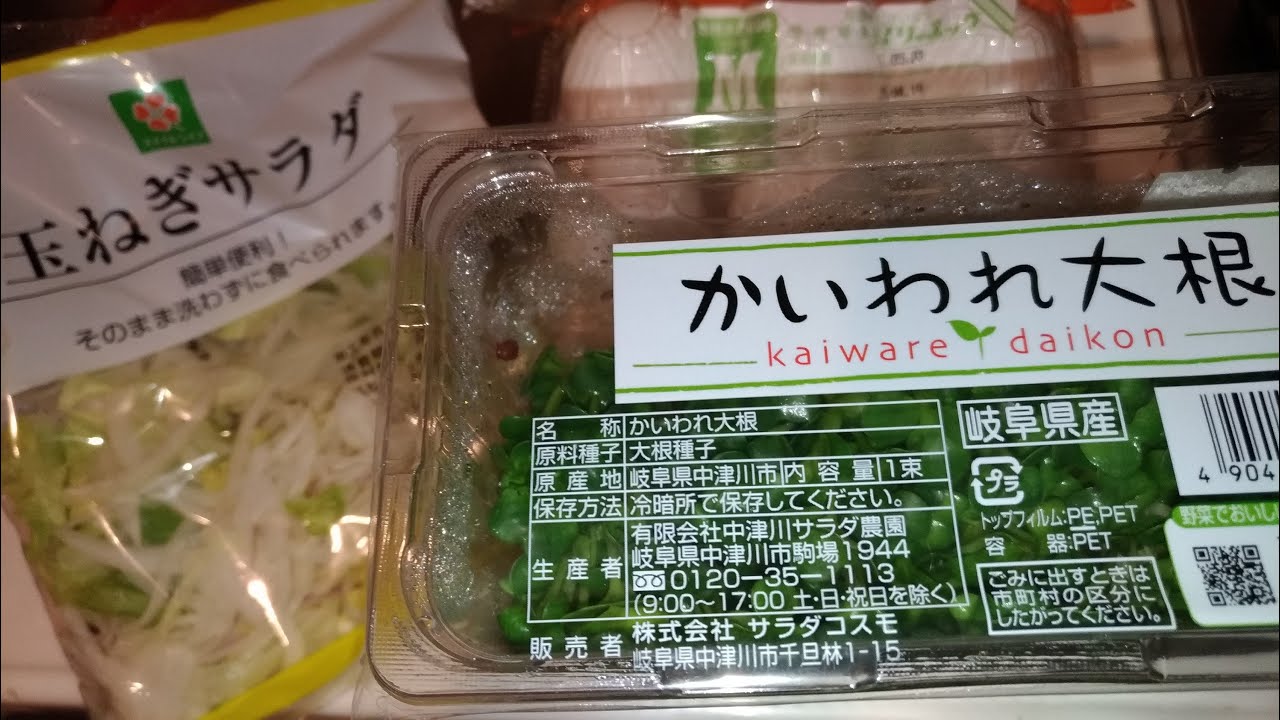 玉ねぎサラダ
簡単便利！
そのまま洗わずに食べられます。
かいわれ大根
kaiware daikon
名称 かいわれ大根
原料種子 大根種子
原産地 岐阜県中津川市 内容量 1束
保存方法 冷暗所で保存してください。
生産者 有限会社中津川サラダ農園
岐阜県中津川市駒場1944
0120-35-1113
(9:00〜17:00 土・日・祝日を除く)
販売者 株式会社 サラダコスモ
岐阜県中津川市千旦林1-15
岐阜県産
プラ
トップフィルム:PE,PET
容器:PET
ごみに出すときは
市町村の区分に
したがってください。
4904
野菜でおいし